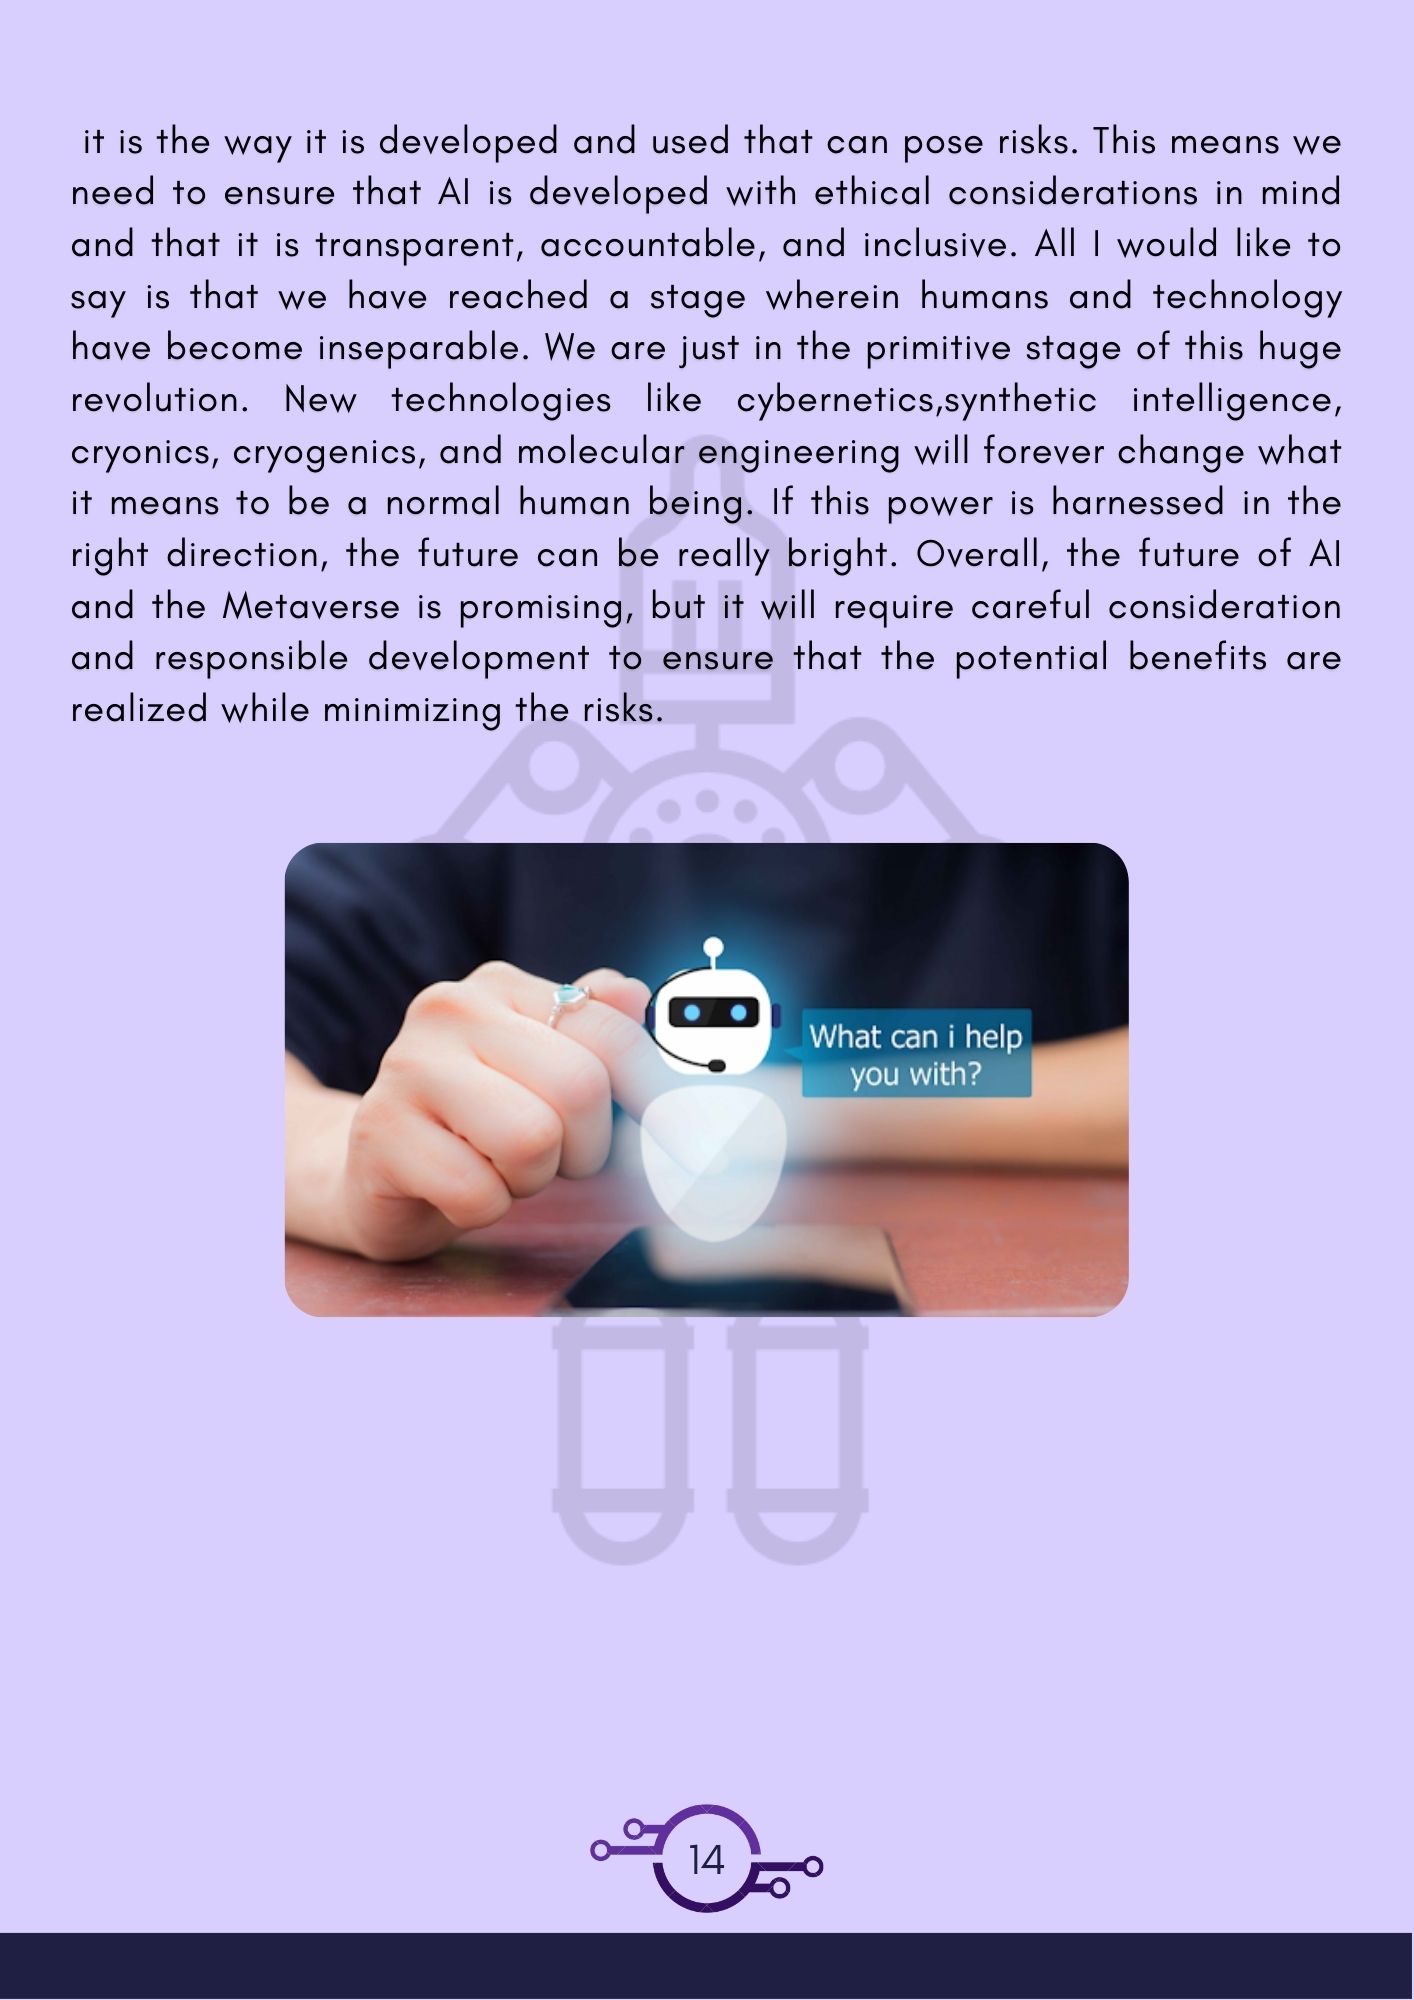 it is the way it is developed and used that can pose risks. This means we
need to ensure that AI is developed with ethical considerations in mind
and that it is transparent, accountable, and inclusive. All I would like to
say is that we have reached a stage wherein humans and technology
have become inseparable. We are just in the primitive stage of this huge
revolution. New technologies like cybernetics,synthetic intelligence,
cryonics, cryogenics, and molecular engineering will forever change what
it means to be a normal human being. If this power is harnessed in the
right direction, the future can be really bright. Overall, the future of AI
and the Metaverse is promising, but it will require careful consideration
and responsible development to ensure that the potential benefits are
realized while minimizing the risks.
What can i help
you with?
14